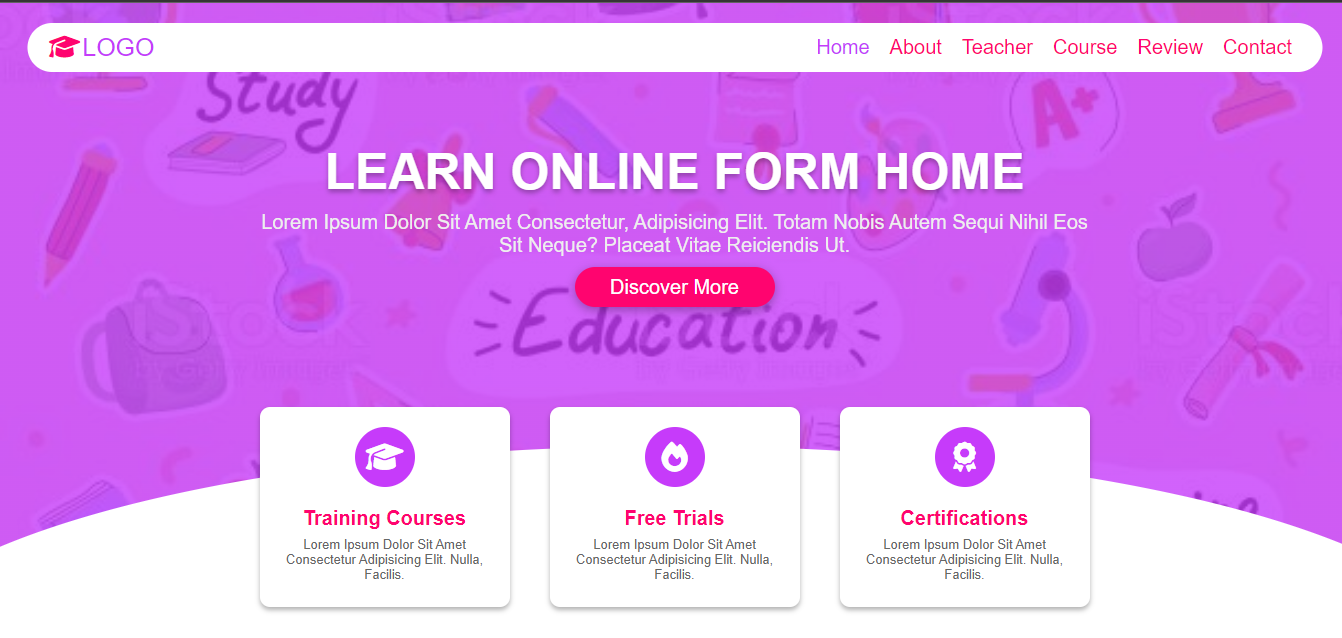 LOGO Home About Teacher Course Review Contact
Study
A+
LEARN ONLINE FORM HOME
Lorem Ipsum Dolor Sit Amet Consectetur, Adipisicing Elit. Totam Nobis Autem Sequi Nihil Eos
Sit Neque? Placeat Vitae Reiciendis Ut.
Discover More
iStock
Education
Training Courses
Lorem Ipsum Dolor Sit Amet
Consectetur Adipisicing Elit. Nulla,
Facilis.
Free Trials
Lorem Ipsum Dolor Sit Amet
Consectetur Adipisicing Elit. Nulla,
Facilis.
Certifications
Lorem Ipsum Dolor Sit Amet
Consectetur Adipisicing Elit. Nulla,
Facilis.